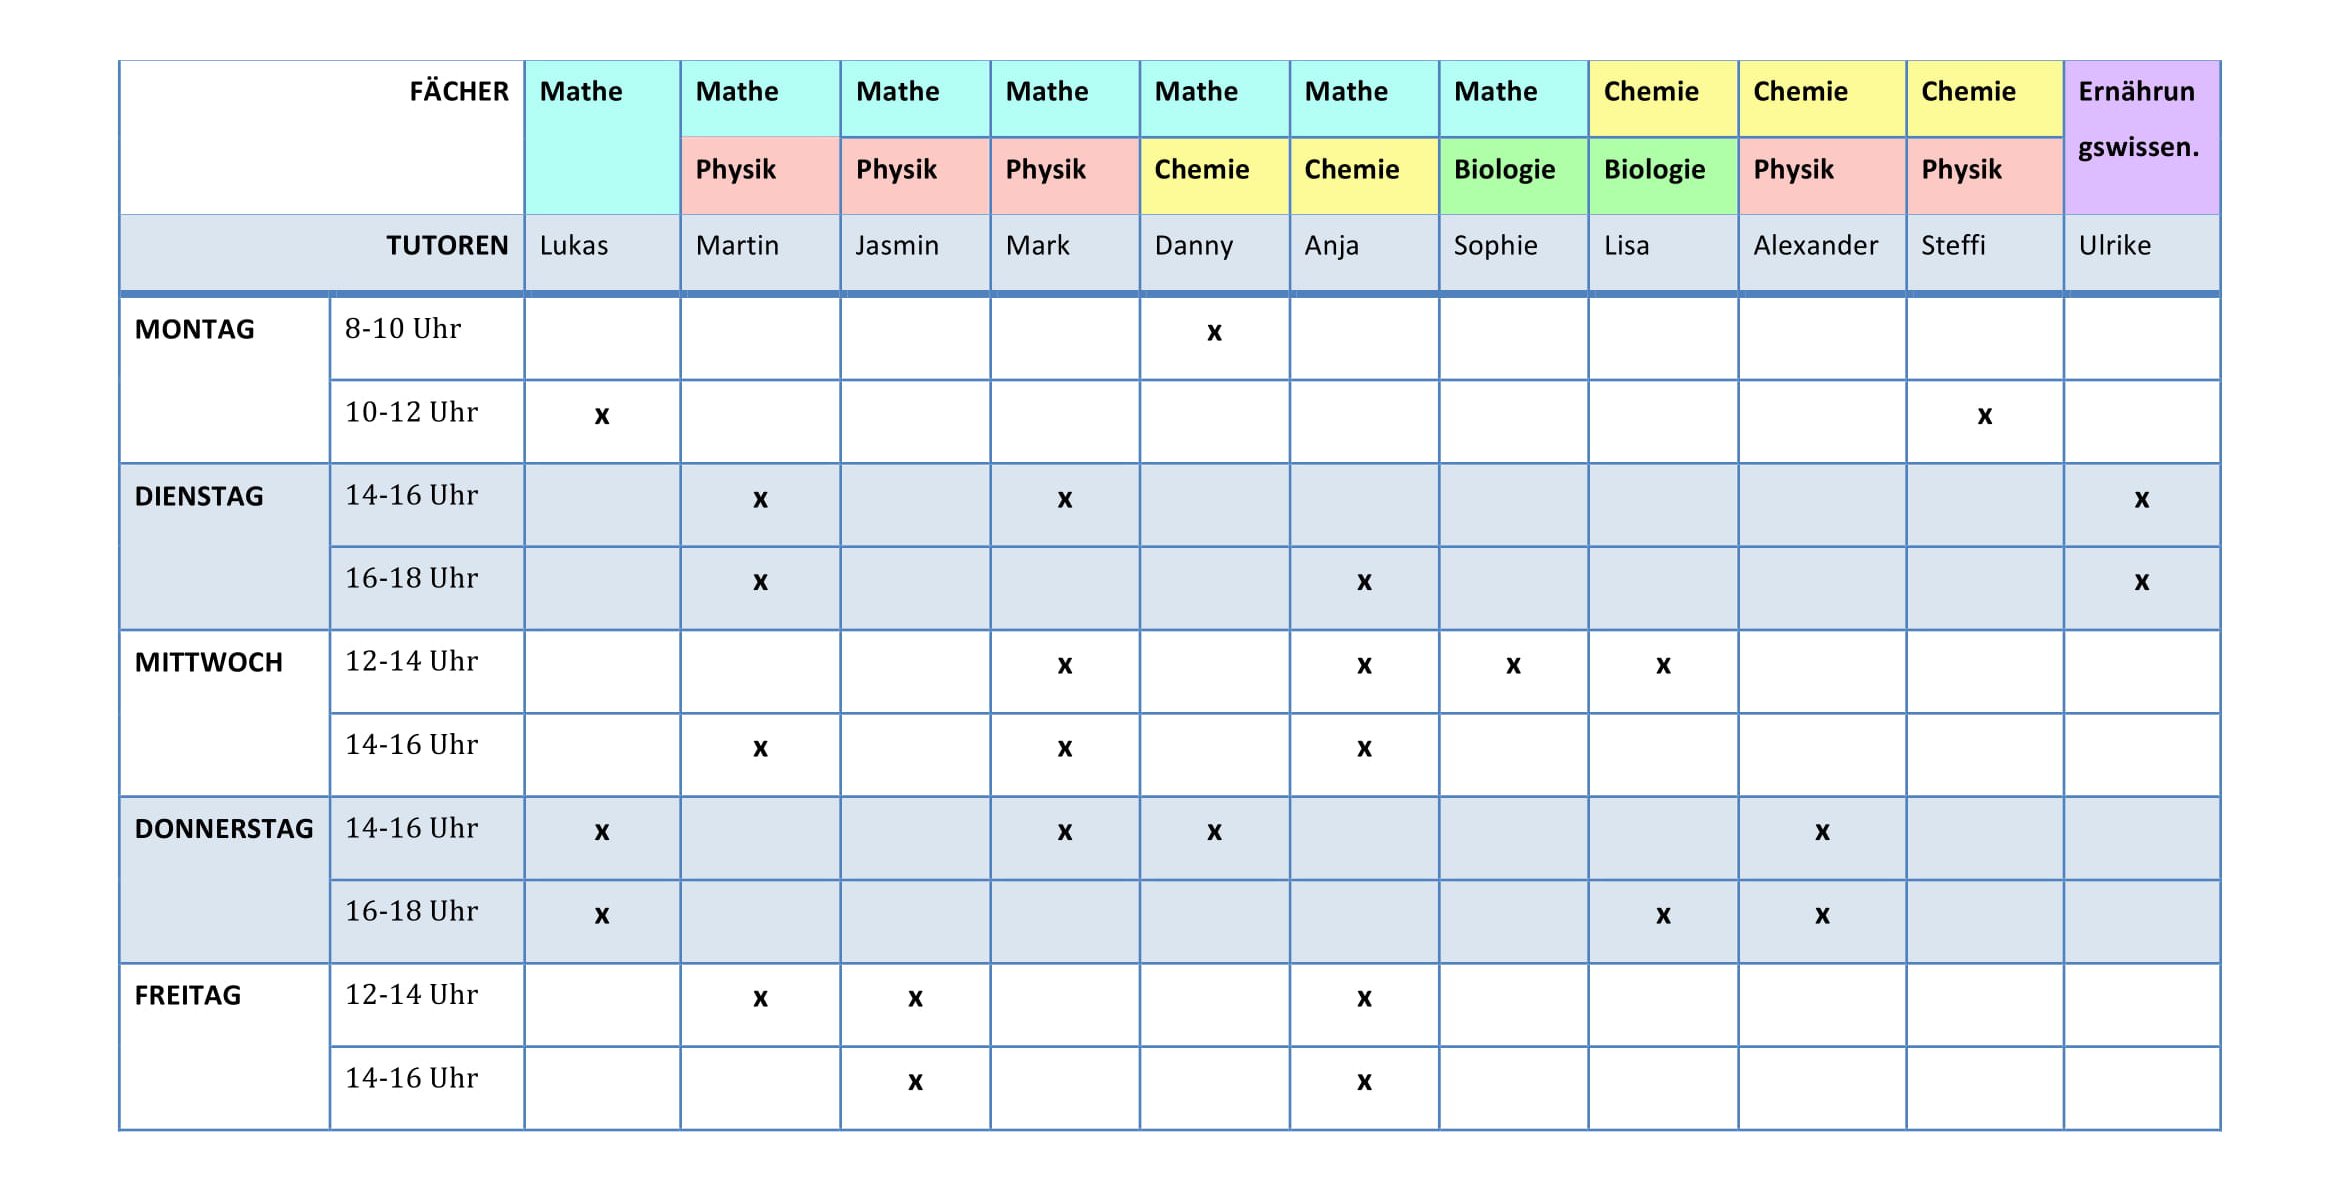 FÄCHER Mathe Mathe Mathe Mathe Mathe Mathe Mathe Chemie Chemie Chemie Ernährun
gswissen.
Physik Physik Physik Chemie Chemie Biologie Biologie Physik Physik
TUTOREN Lukas Martin Jasmin Mark Danny Anja Sophie Lisa Alexander Steffi Ulrike
MONTAG 8-10 Uhr x
10-12 Uhr x x
DIENSTAG 14-16 Uhr x x x
16-18 Uhr x x x
MITTWOCH 12-14 Uhr x x x x
14-16 Uhr x x x
DONNERSTAG 14-16 Uhr x x x x
16-18 Uhr x x x
FREITAG 12-14 Uhr x x x
14-16 Uhr x x